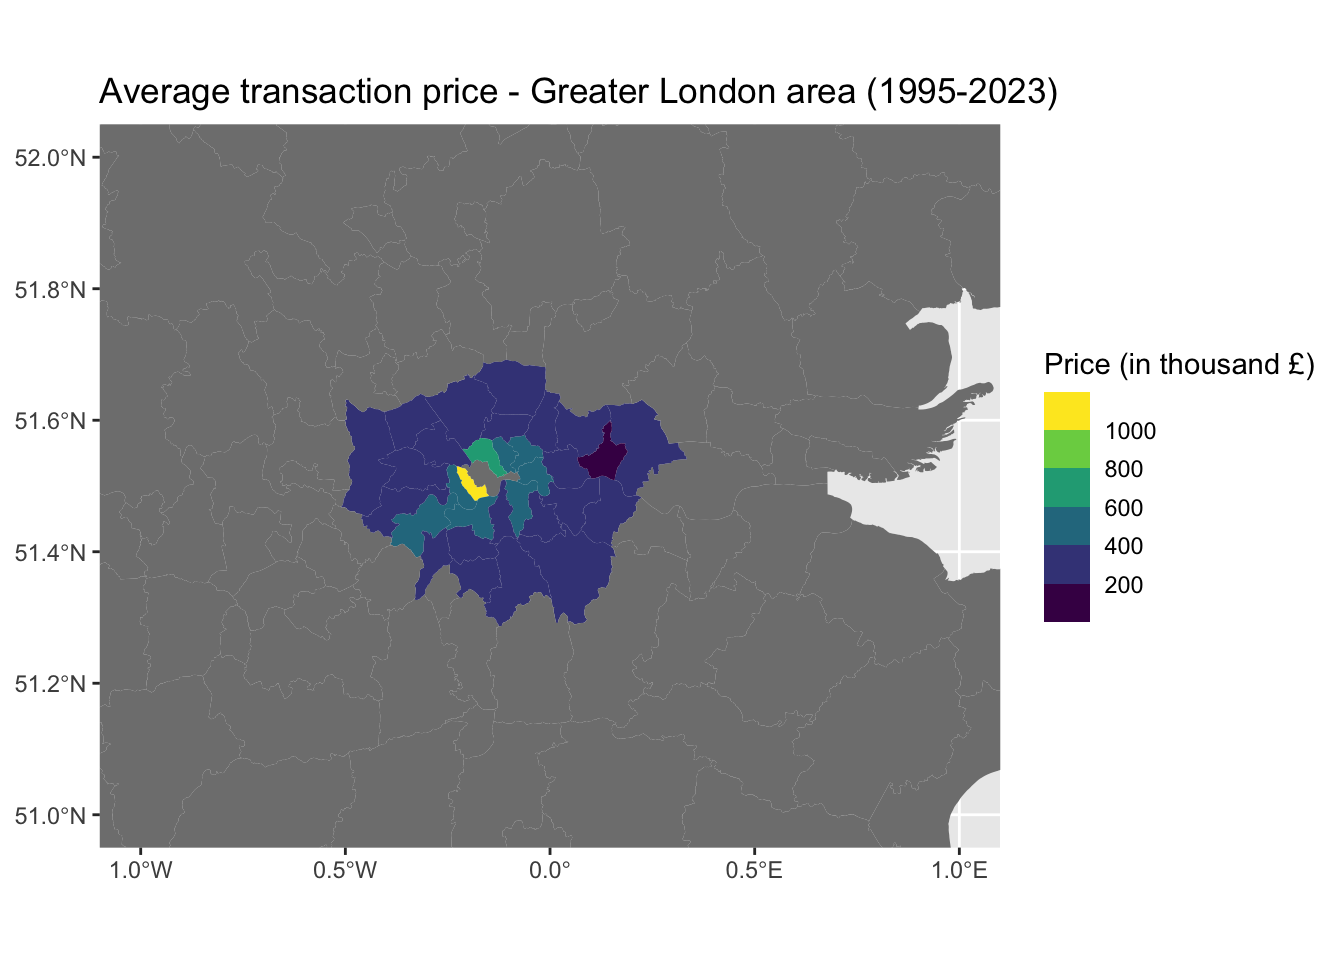 Average transaction price - Greater London area (1995-2023)
52.0°N
51.8°N
51.6°N
51.4°N
51.2°N
51.0°N
1.0°W
0.5°W
0.0°
0.5°E
1.0°E
Price (in thousand £)
1000
800
600
400
200